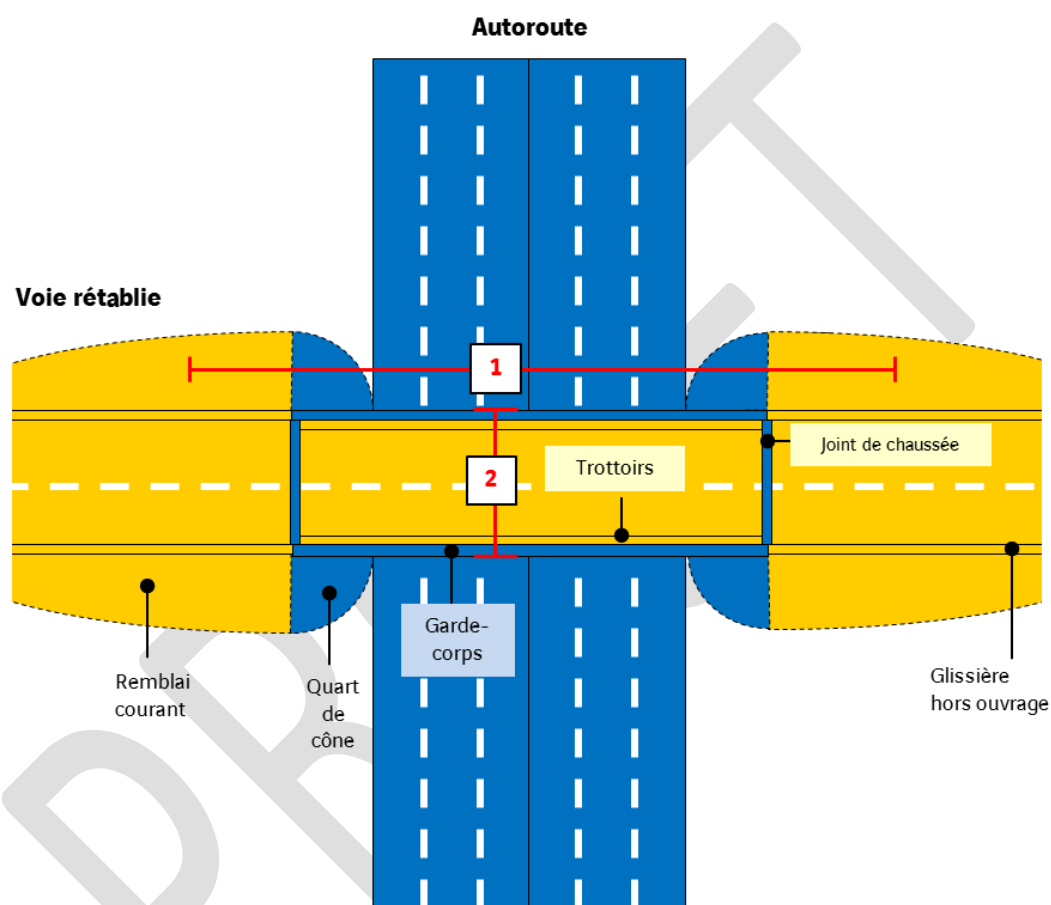 Autoroute
Voie rétablie
1
Joint de chaussée
Trottoirs
2
Garde-
corps
Remblai
courant
Quart
de
cône
Glissière
hors ouvrage
DRAFT